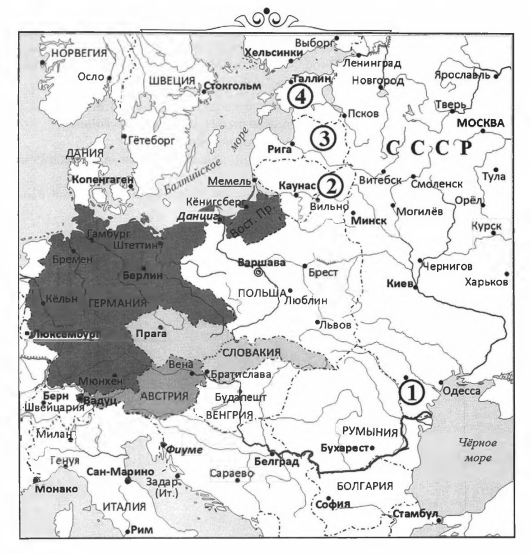 Выборг
НОРВЕГИЯ
Хельсинки
Ленинград
Осло
Таллин
Новгород
Ярославль
ШВЕЦИЯ
Стокгольм
4
Тверь
Псков
МОСКВА
Гётеборг
море
3
С С С Р
ДАНИЯ
Рига
Балтийское
Витебск
Смоленск
Тула
Копенгаген
Мемель
Каунас
2
Кёнигсберг
Вильно
Могилёв
Орёл
Данциг
Вост. Пр.
Минск
Гамбург
Штеттин
Курск
Бремен
Варшава
Берлин
Брест
Чернигов
Кёльн
ГЕРМАНИЯ
ПОЛЬША
Люблин
Киев
Харьков
Люксембург
Прага
Львов
СЛОВАКИЯ
Вена
Братислава
Мюнхен
Берн
АВСТРИЯ
Будапешт
1
Одесса
Швейцария
Вадуц
ВЕНГРИЯ
Милан
Фиуме
РУМЫНИЯ
Чёрное
море
Генуя
Белград
Бухарест
Сан-Марино
Задар
(Ит.)
Сараево
Монако
БОЛГАРИЯ
ИТАЛИЯ
София
Стамбул
Рим